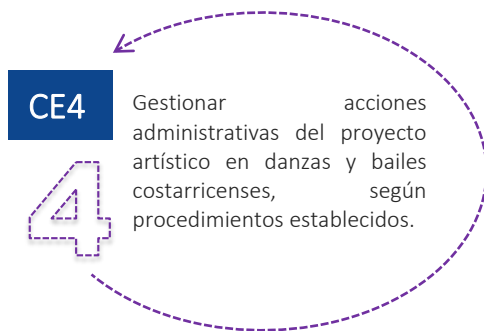 CE4
4
Gestionar acciones
administrativas del proyecto
artístico en danzas y bailes
costarricenses, según
procedimientos establecidos.